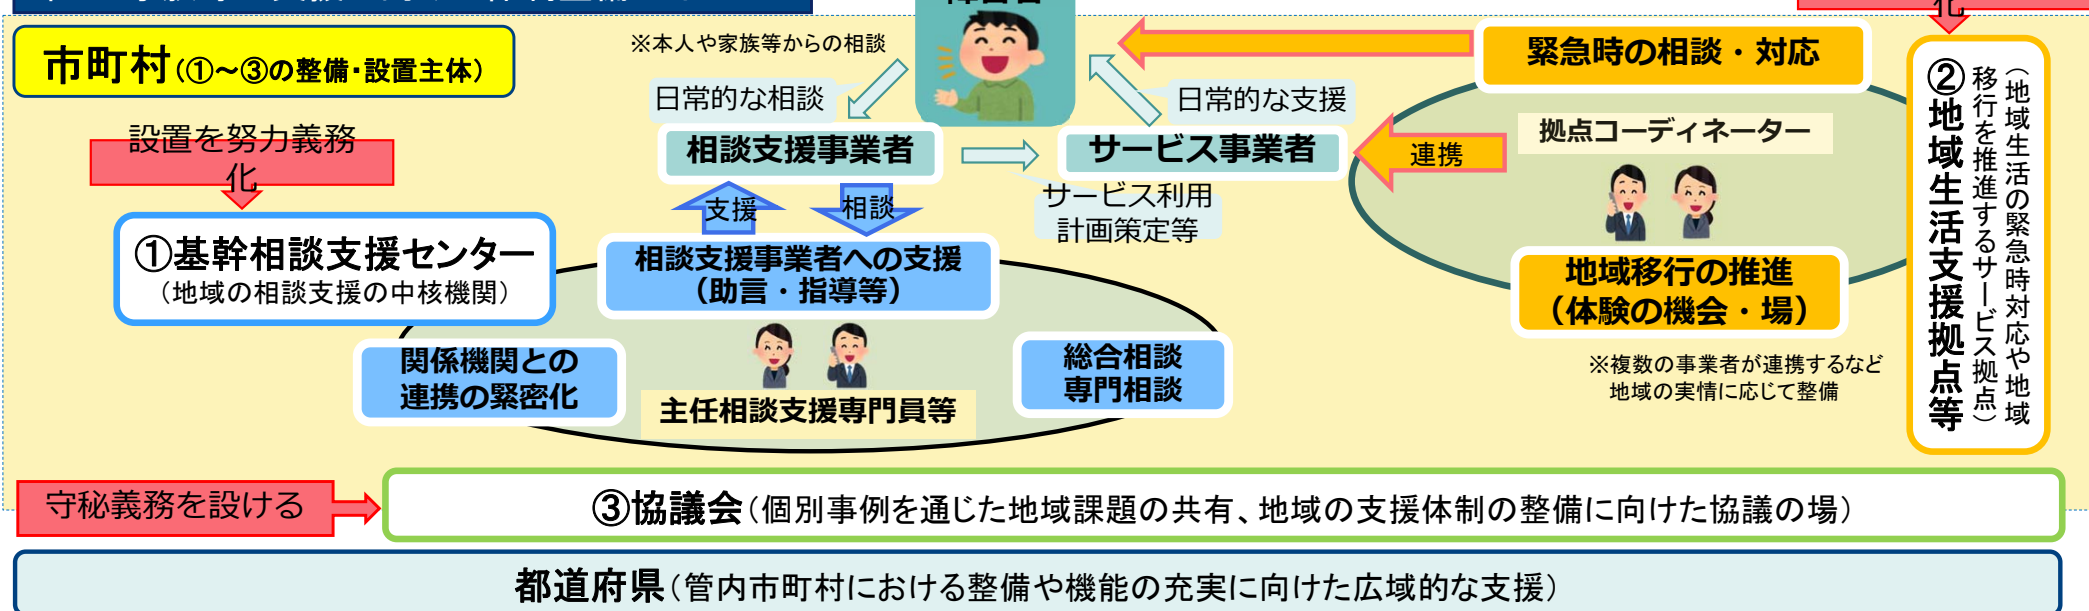 市町村(①～③の整備・設置主体)
※本人や家族等からの相談
日常的な相談
日常的な支援
緊急時の相談・対応
設置を努力義務
化
化
相談支援事業者
サービス事業者
連携
拠点コーディネーター
支援
相談
サービス利用
計画策定等
①基幹相談支援センター
(地域の相談支援の中核機関)
相談支援事業者への支援
(助言・指導等)
地域移行の推進
(体験の機会・場)
②地域生活支援拠点等
(地域生活の緊急時対応や地域
移行を推進するサービス拠点)
関係機関との
連携の緊密化
総合相談
専門相談
主任相談支援専門員等
※複数の事業者が連携するなど
地域の実情に応じて整備
守秘義務を設ける
③協議会(個別事例を通じた地域課題の共有、地域の支援体制の整備に向けた協議の場)
都道府県(管内市町村における整備や機能の充実に向けた広域的な支援)